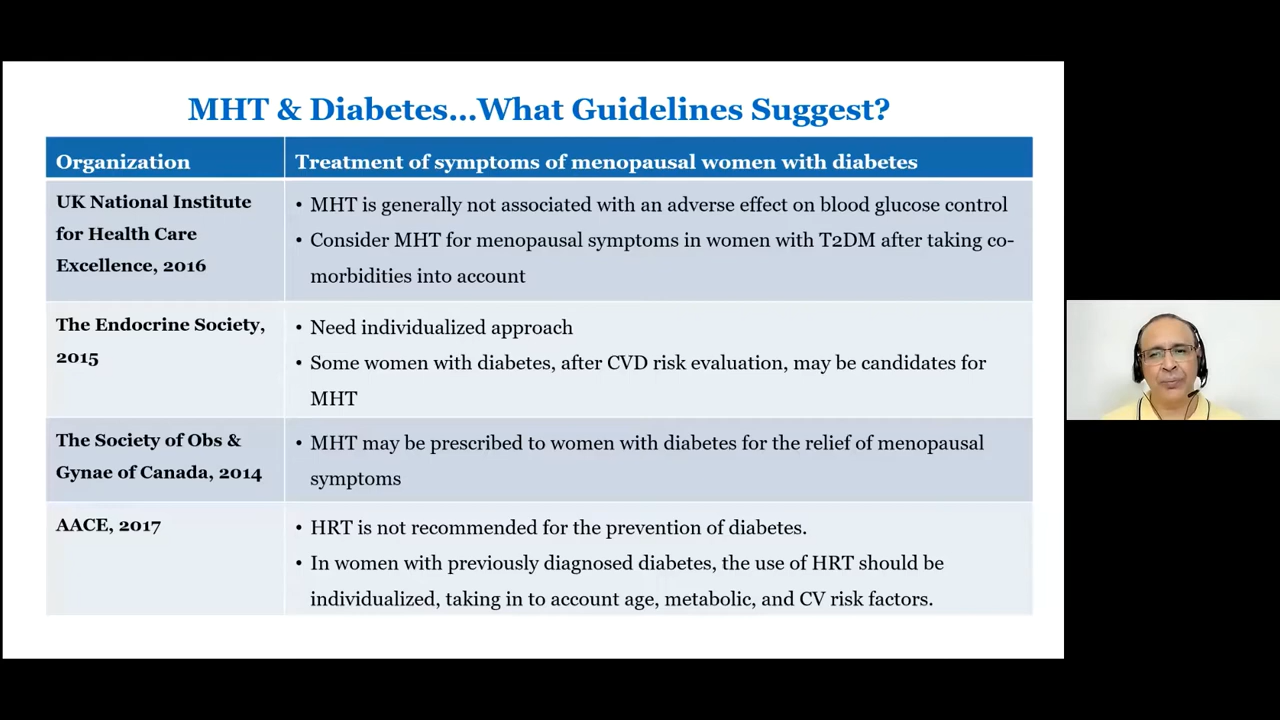 MHT & Diabetes...What Guidelines Suggest?
Organization
Treatment of symptoms of menopausal women with diabetes
UK National Institute
for Health Care
Excellence, 2016
• MHT is generally not associated with an adverse effect on blood glucose control
• Consider MHT for menopausal symptoms in women with T2DM after taking co-
morbidities into account
The Endocrine Society,
2015
• Need individualized approach
• Some women with diabetes, after CVD risk evaluation, may be candidates for
MHT
The Society of Obs &
Gynae of Canada, 2014
• MHT may be prescribed to women with diabetes for the relief of menopausal
symptoms
AACE, 2017
• HRT is not recommended for the prevention of diabetes.
• In women with previously diagnosed diabetes, the use of HRT should be
individualized, taking in to account age, metabolic, and CV risk factors.